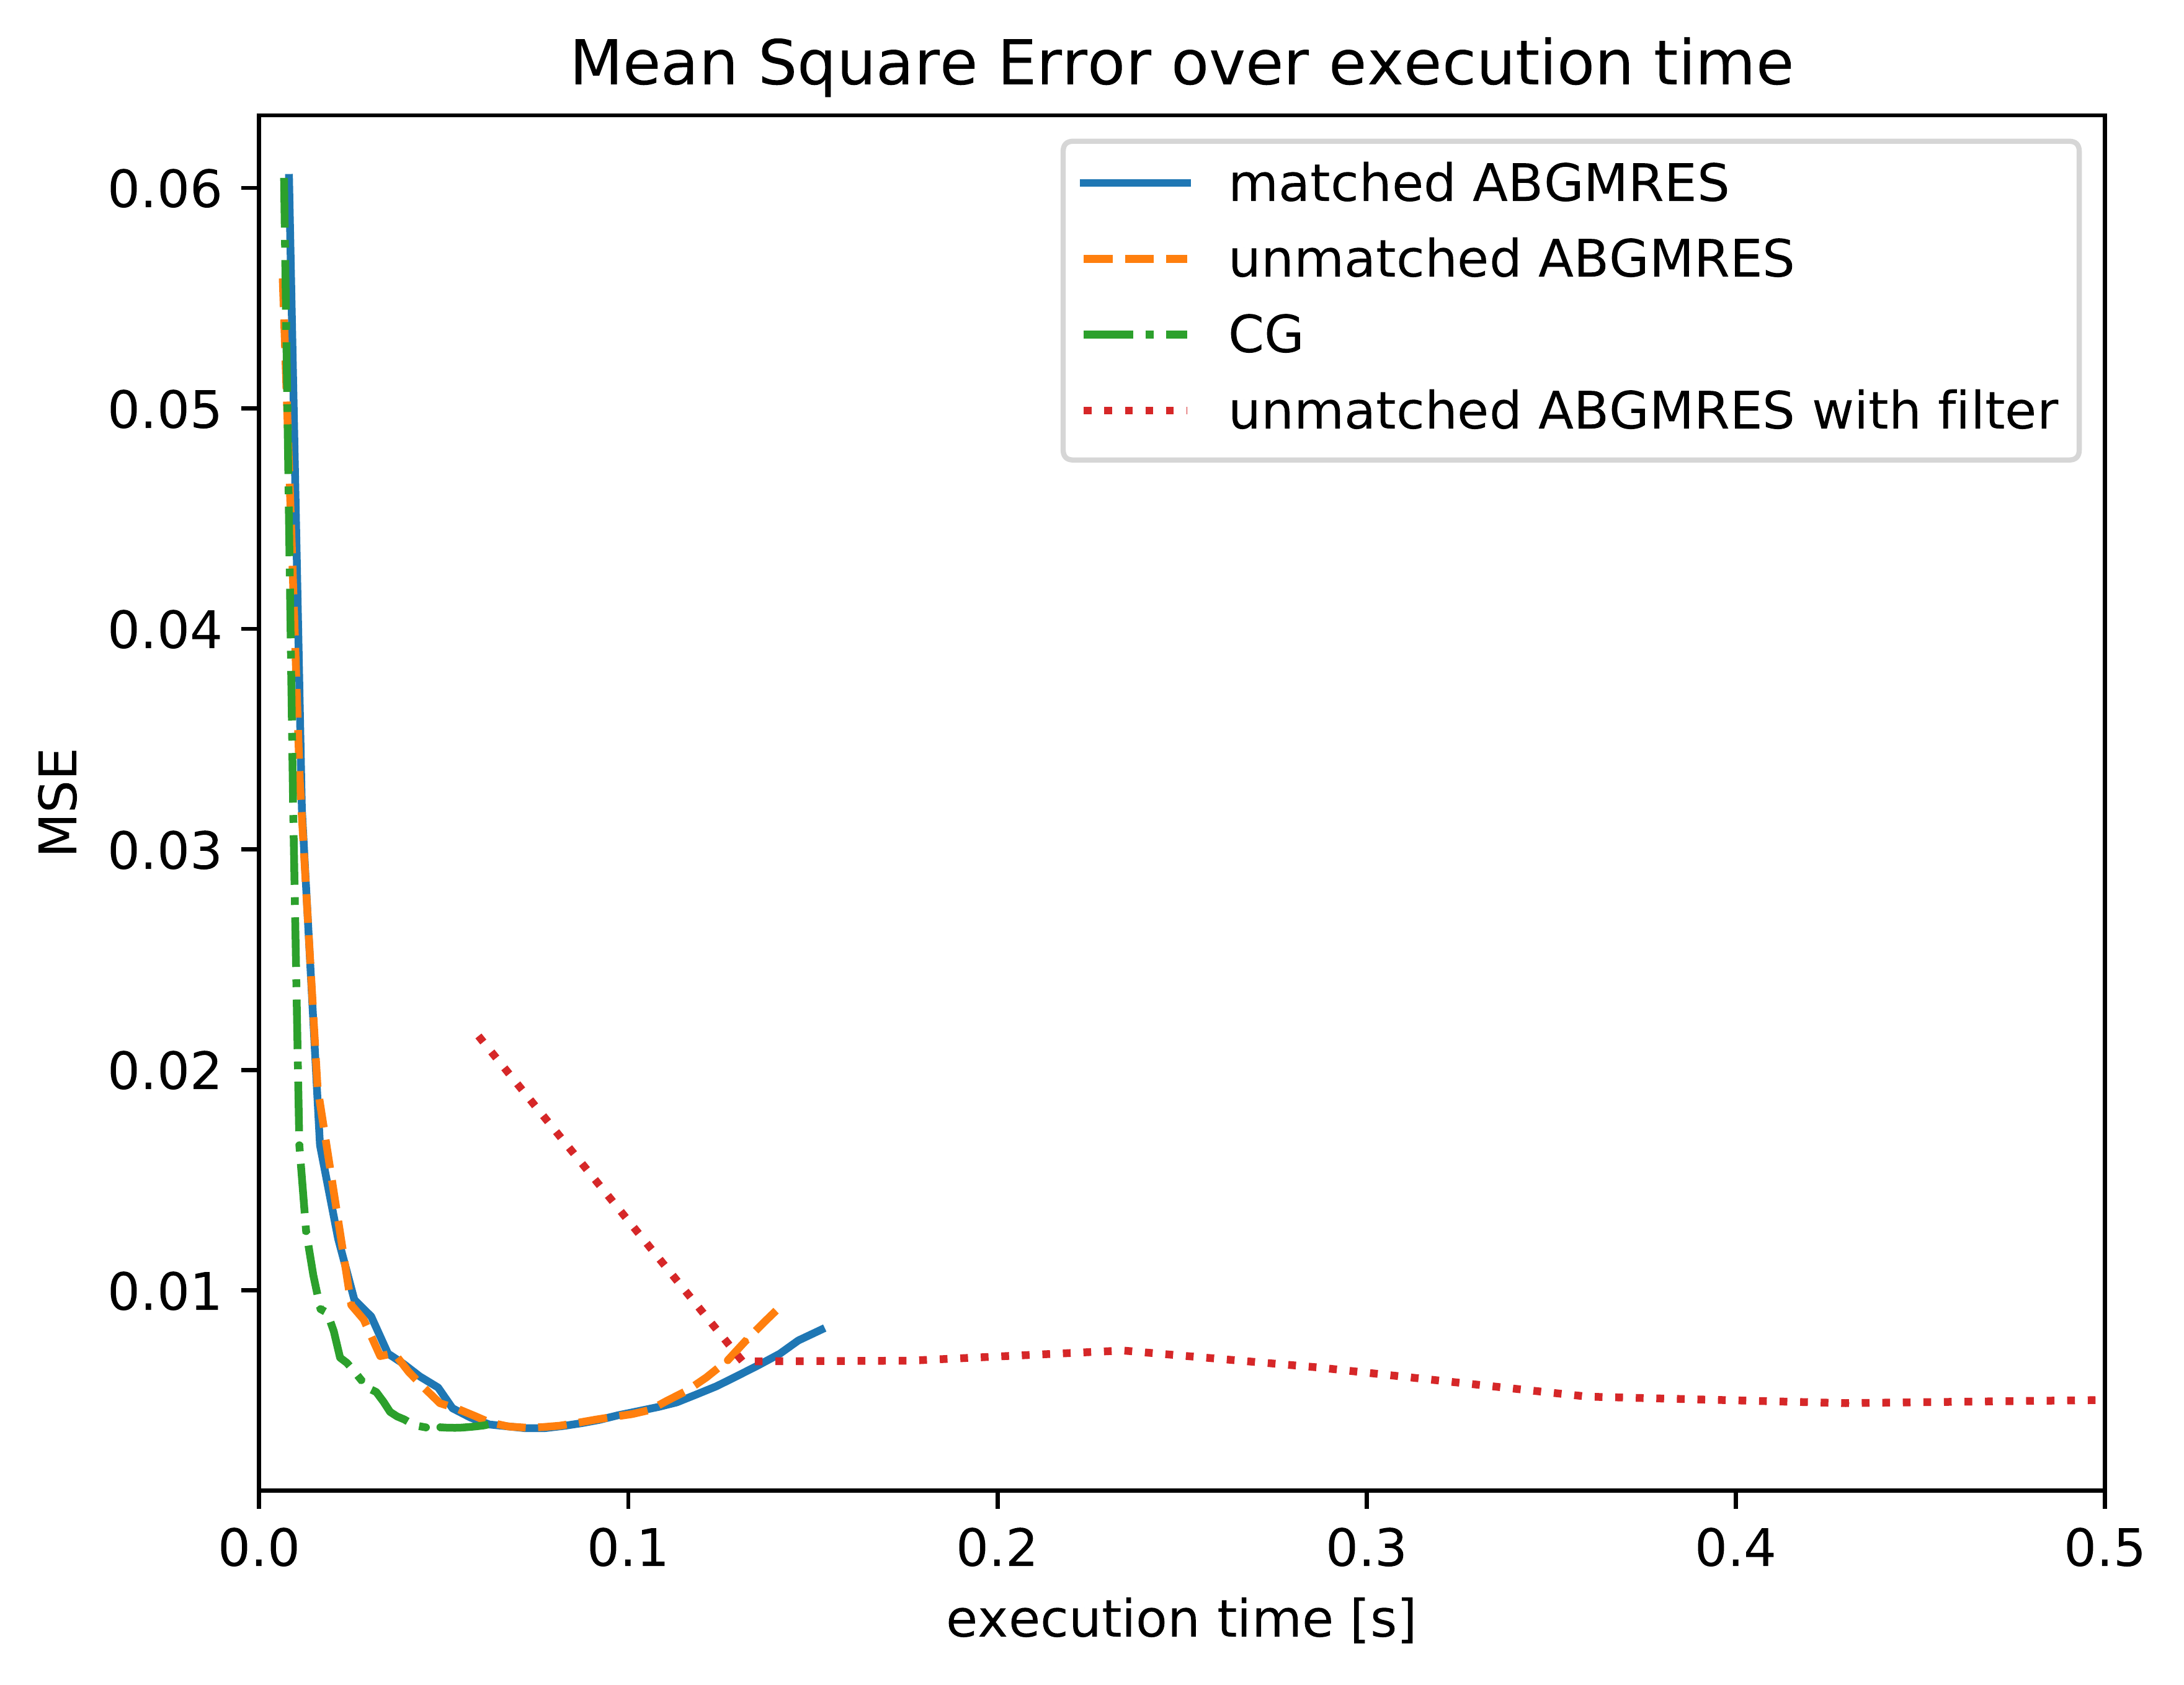 Mean Square Error over execution time
matched ABGMRES
unmatched ABGMRES
CG
unmatched ABGMRES with filter
MSE
0.06
0.05
0.04
0.03
0.02
0.01
0.0 0.1 0.2 0.3 0.4 0.5
execution time [s]